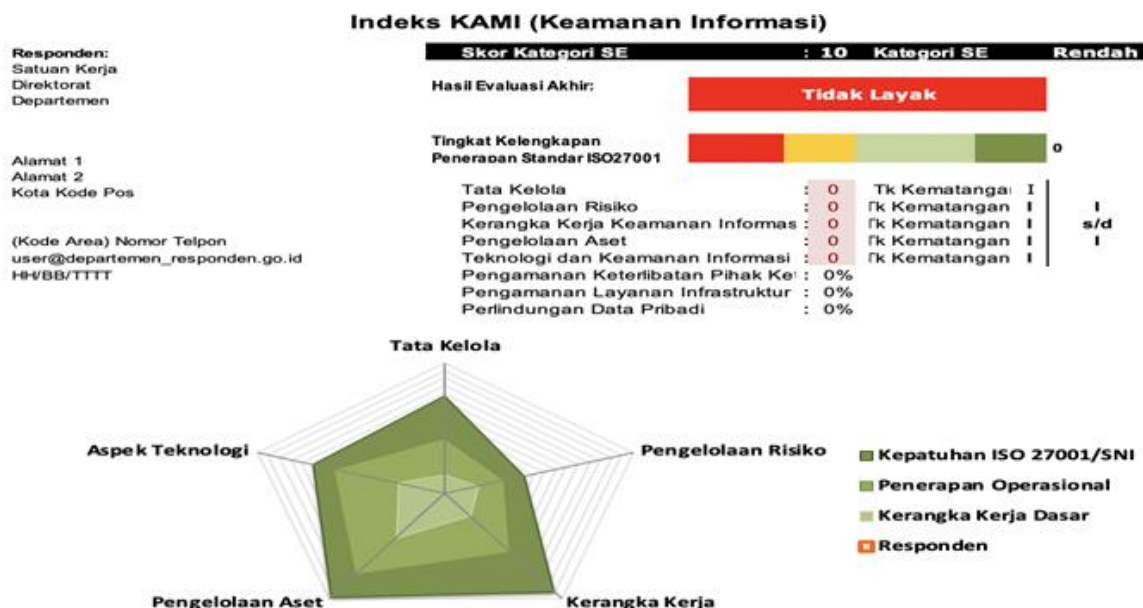 Indeks KAMI (Keamanan Informasi)
Responden:
Satuan Kerja
Direktorat
Departemen
Alamat 1
Alamat 2
Kota Kode Pos
(Kode Area) Nomor Telpon
user@departemen_responden.go.id
HH/BB/TTTT
Skor Kategori SE : 10 Kategori SE Rendah
Hasil Evaluasi Akhir: Tidak Layak
Tingkat Kelengkapan
Penerapan Standar ISO27001 0
Tata Kelola : 0 Tk Kematangan I
Pengelolaan Risiko : 0 Tk Kematangan I I
Kerangka Kerja Keamanan Informas : 0 Tk Kematangan I s/d
Pengelolaan Aset : 0 Tk Kematangan I I
Teknologi dan Keamanan Informasi : 0 Tk Kematangan I
Pengamanan Keterlibatan Pihak Ket : 0%
Pengamanan Layanan Infrastruktur : 0%
Perlindungan Data Pribadi : 0%
Tata Kelola
Aspek Teknologi
Pengelolaan Risiko
Pengelolaan Aset
Kerangka Kerja
Kepatuhan ISO 27001/SNI
Penerapan Operasional
Kerangka Kerja Dasar
Responden